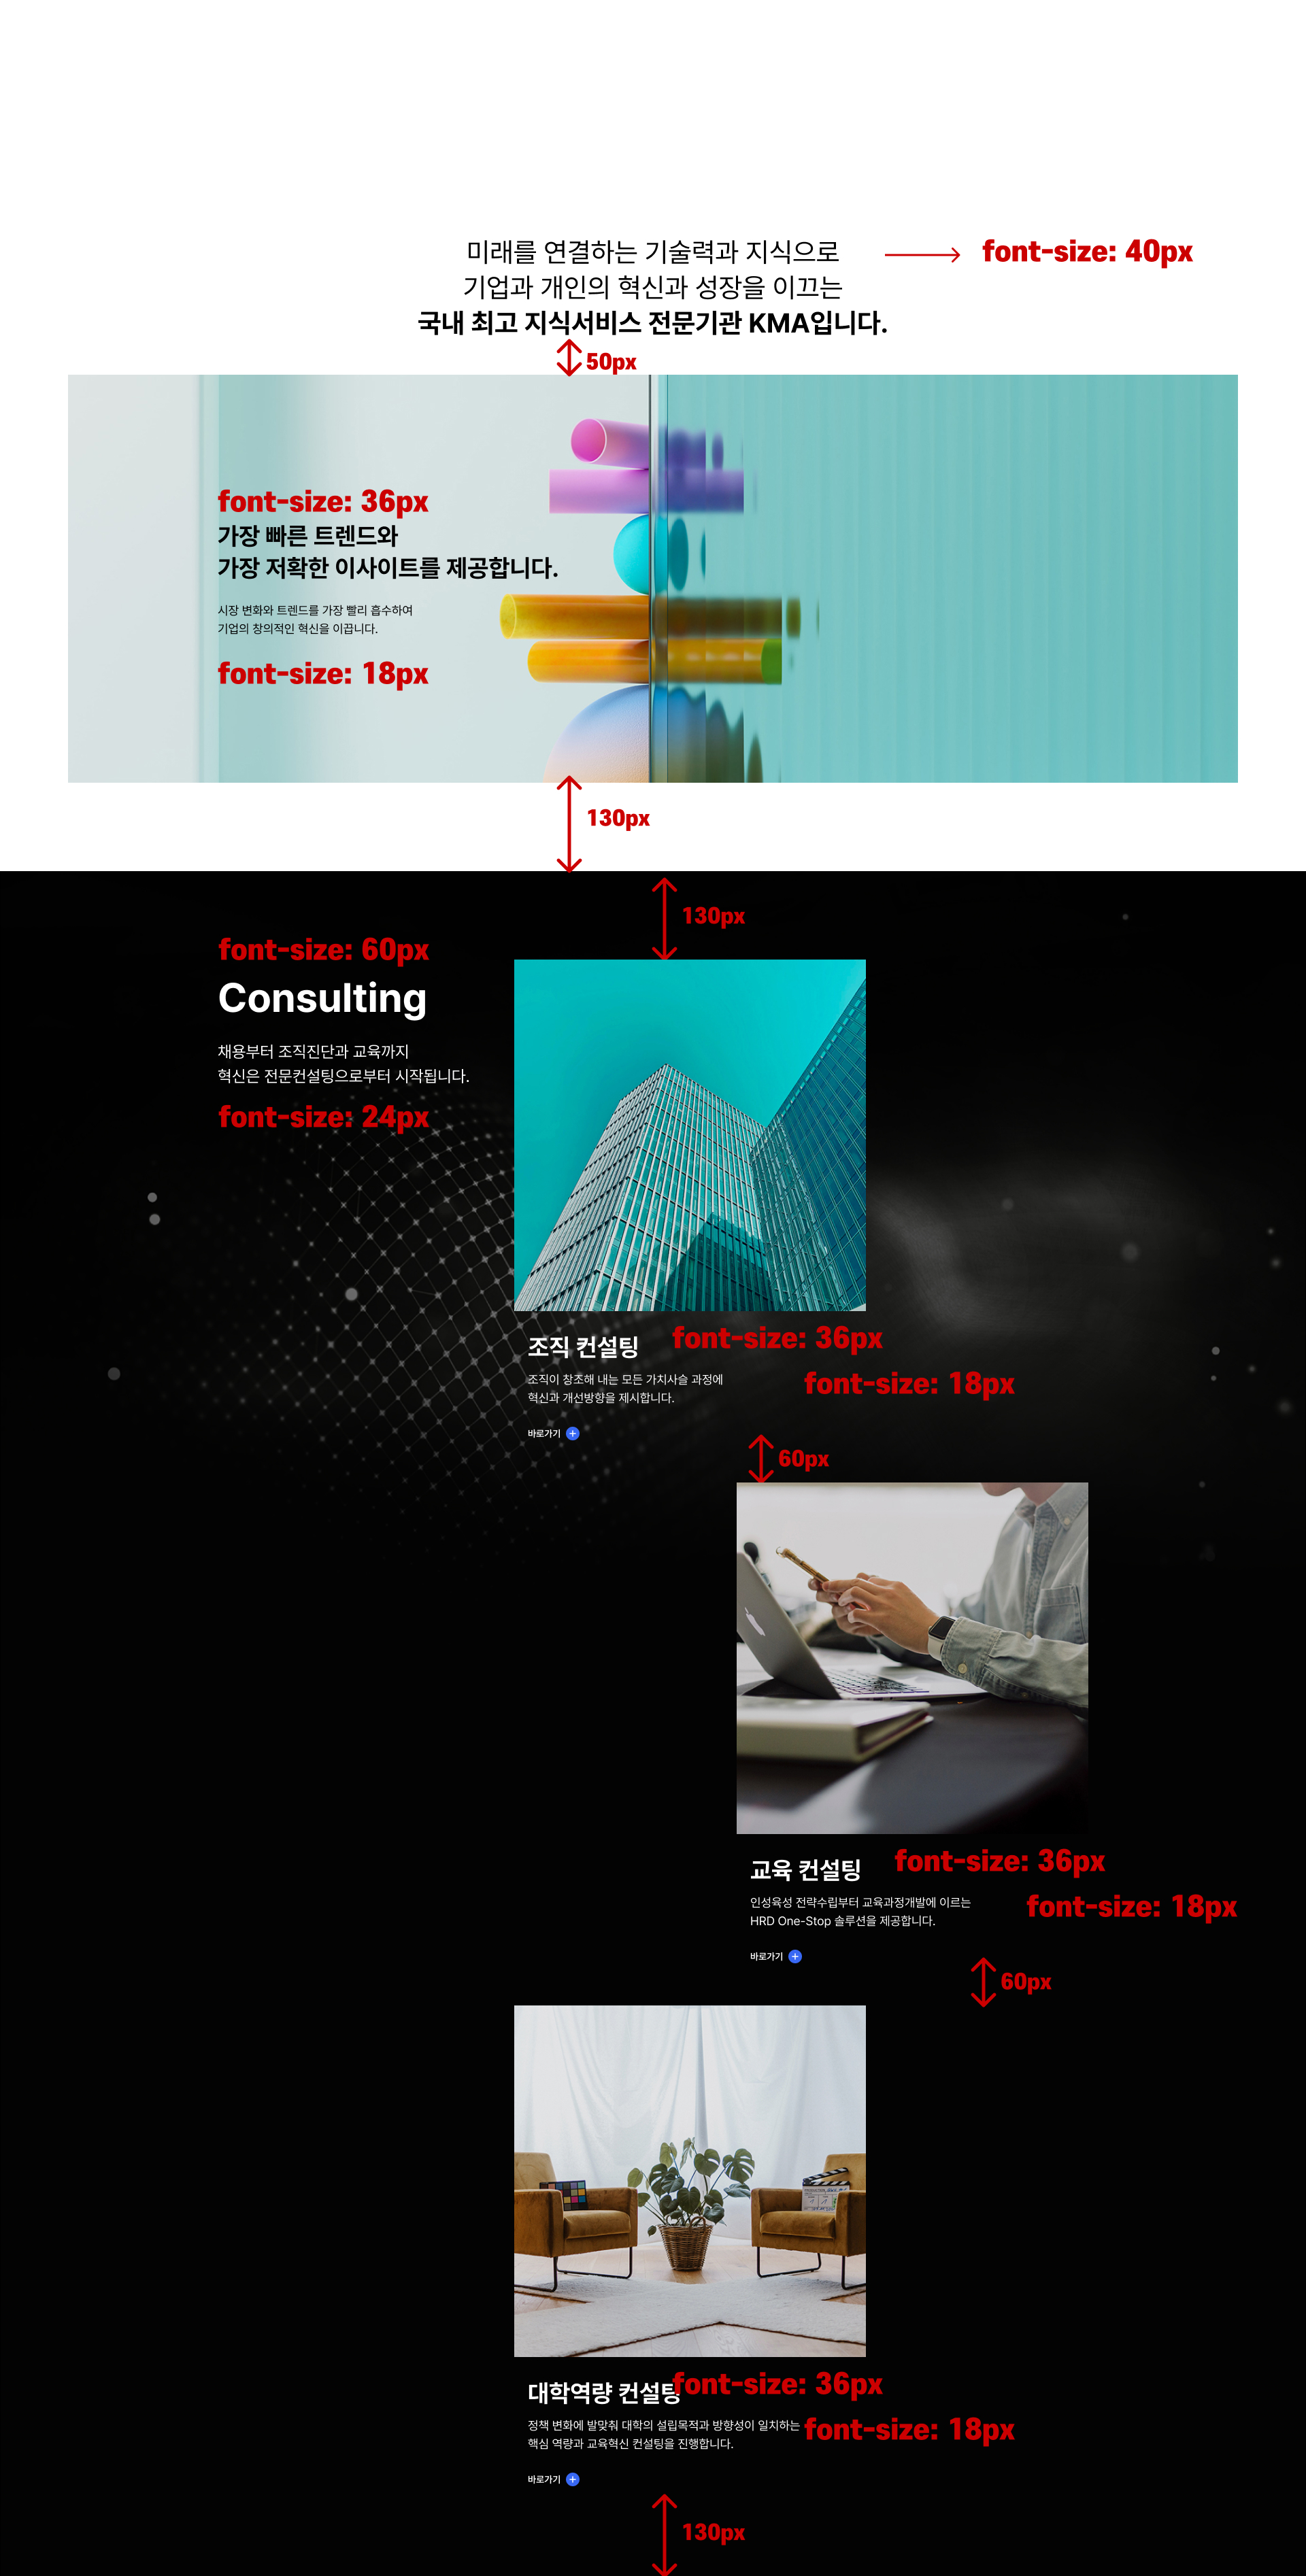 미래를 연결하는 기술력과 지식으로
font-size: 40px
기업과 개인의 혁신과 성장을 이끄는
국내 최고 지식서비스 전문기관 KMA입니다.
50px
font-size: 36px
가장 빠른 트렌드와
가장 저확한 이사이트를 제공합니다.
시장 변화와 트렌드를 가장 빨리 흡수하여
기업의 창의적인 혁신을 이끕니다.
font-size: 18px
130px
130px
font-size: 60px
Consulting
채용부터 조직진단과 교육까지
혁신은 전문컨설팅으로부터 시작됩니다.
font-size: 24px
조직 컨설팅
font-size: 36px
조직이 창조해 내는 모든 가치사슬 과정에
font-size: 18px
혁신과 개선방향을 제시합니다.
바로가기
60px
교육 컨설팅
font-size: 36px
인성육성 전략수립부터 교육과정개발에 이르는
font-size: 18px
HRD One-Stop 솔루션을 제공합니다.
바로가기
60px
대학역량 컨설팅
font-size: 36px
정책 변화에 발맞춰 대학의 설립목적과 방향성이 일치하는
font-size: 18px
핵심 역량과 교육혁신 컨설팅을 진행합니다.
바로가기
130px